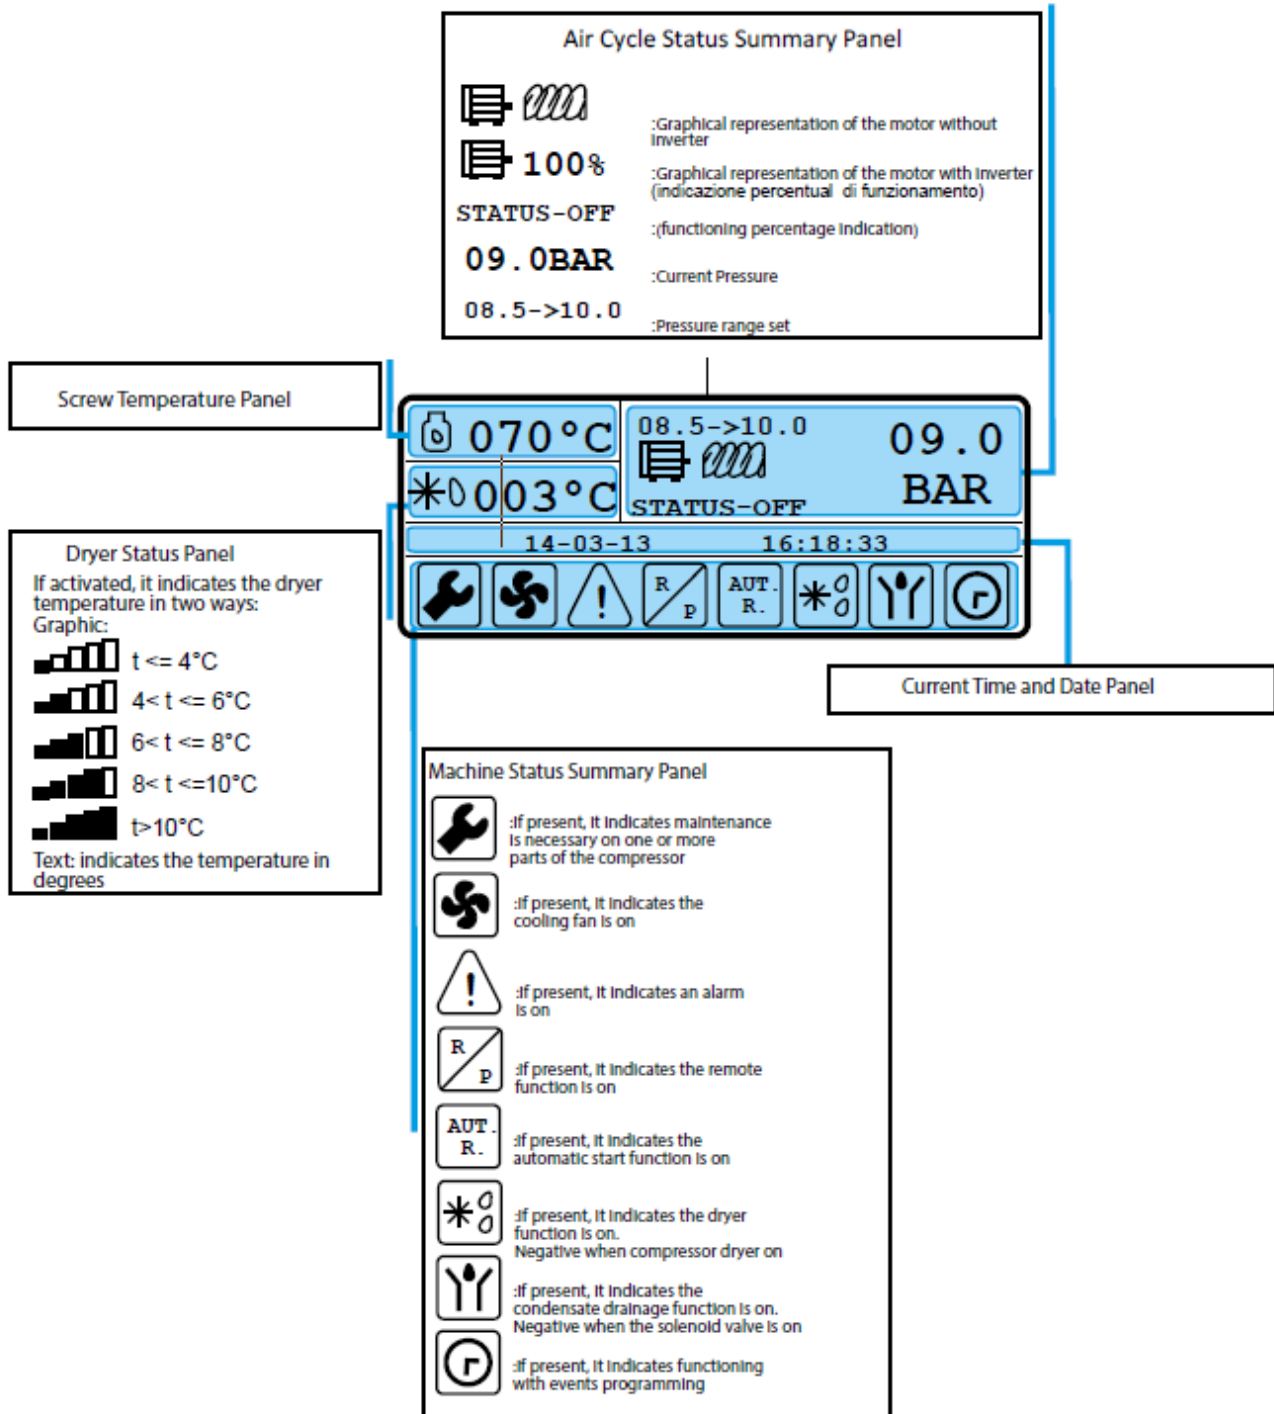 Air Cycle Status Summary Panel
:Graphical representation of the motor without
inverter
100%
:Graphical representation of the motor with inverter
(indicazione percentual di funzionamento)
STATUS-OFF
:(functioning percentage indication)
09.0BAR
:Current Pressure
08.5->10.0
:Pressure range set
Screw Temperature Panel
070°C
08.5->10.0
09.0
BAR
003°C
STATUS-OFF
14-03-13 16:18:33
R/P
AUT.
R.
Dryer Status Panel
If activated, it indicates the dryer
temperature in two ways:
Graphic:
t <= 4°C
4< t <= 6°C
6< t <= 8°C
8< t <=10°C
t>10°C
Text: indicates the temperature in
degrees
Current Time and Date Panel
Machine Status Summary Panel
:If present, it indicates maintenance
is necessary on one or more
parts of the compressor
:If present, it indicates the
cooling fan is on
!
:If present, it indicates an alarm
is on
R/P
:If present, it indicates the remote
function is on
AUT.
R.
:If present, it indicates the
automatic start function is on
:If present, it indicates the dryer
function is on.
Negative when compressor dryer on
:If present, it indicates the
condensate drainage function is on.
Negative when the solenoid valve is on
:If present, it indicates functioning
with events programming